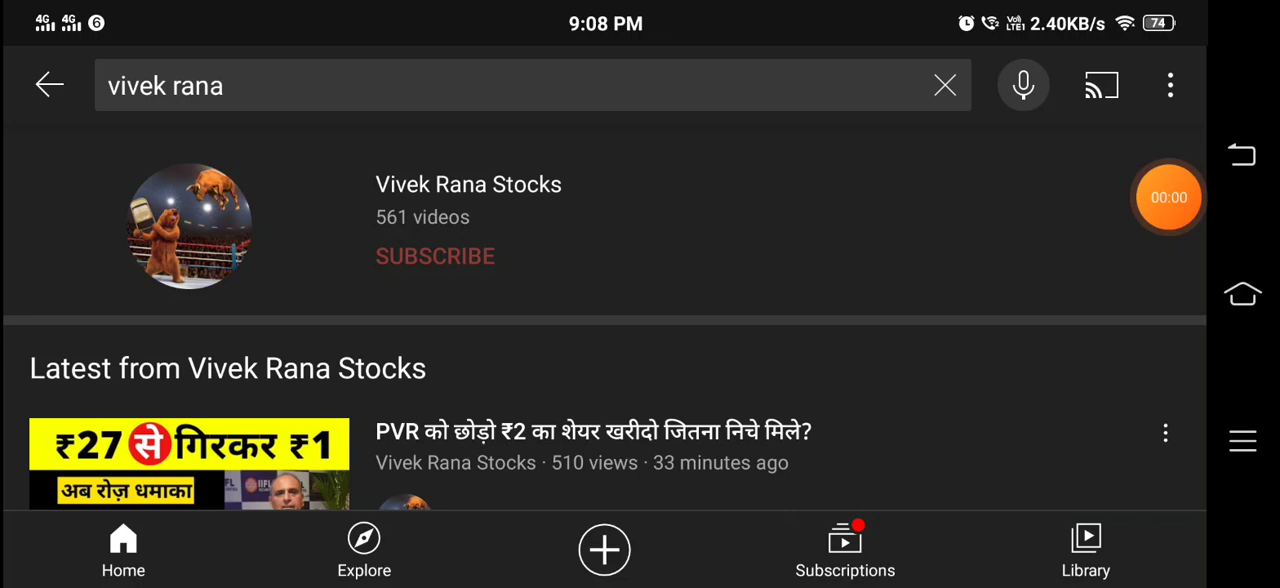 4G 4G 6 9:08 PM VoLTE1 2.40KB/s 74
vivek rana
Vivek Rana Stocks
561 videos
SUBSCRIBE
00:00
Latest from Vivek Rana Stocks
₹27 से गिरकर ₹1
अब रोज़ धमाका
IIFL
PVR को छोड़ो ₹2 का शेयर खरीदो जितना निचे मिले?
Vivek Rana Stocks · 510 views · 33 minutes ago
Home Explore Subscriptions Library